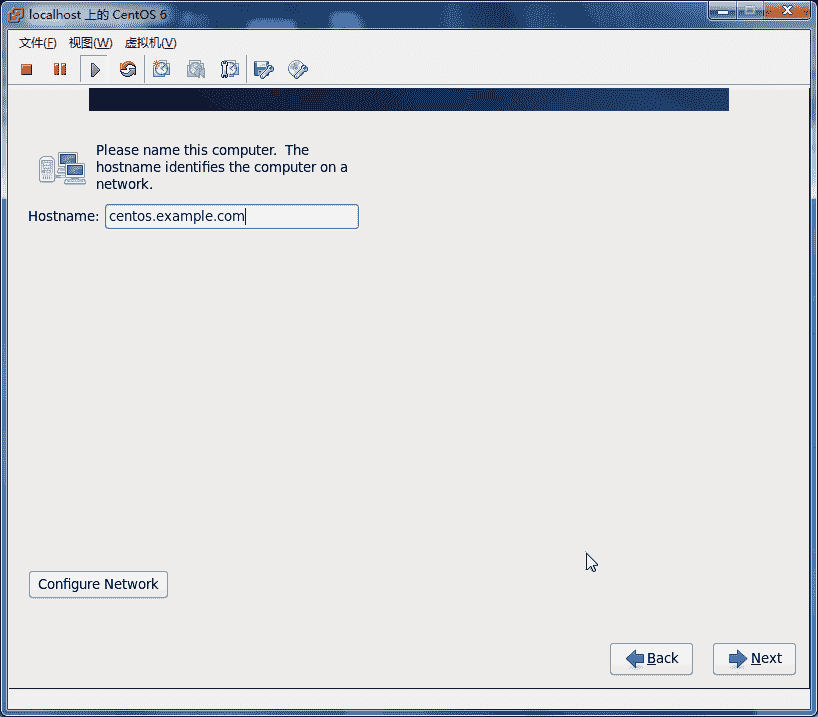 localhost 上的 CentOS 6
文件(F) 视图(W) 虚拟机(V)
Please name this computer. The
hostname identifies the computer on a
network.
Hostname: centos.example.com
Configure Network
Back Next